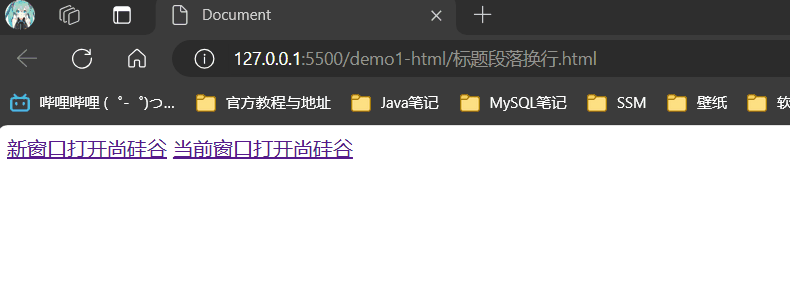 Document
127.0.0.1:5500/demo1-html/标题段落换行.html
哔哩哔哩 ( ゜- ゜)つ... 官方教程与地址 Java笔记 MySQL笔记 SSM 壁纸 软
新窗口打开尚硅谷 当前窗口打开尚硅谷